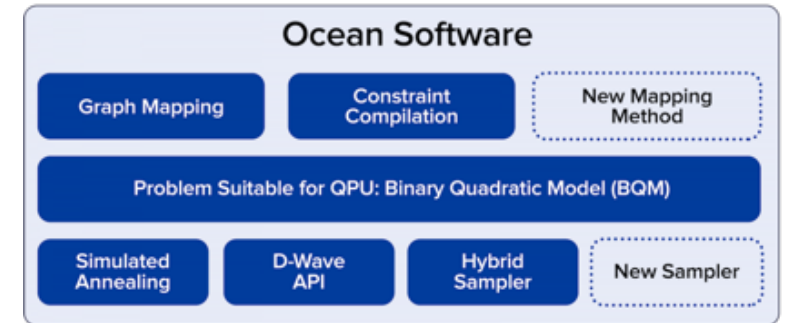 Ocean Software
Graph Mapping
Constraint
Compilation
New Mapping
Method
Problem Suitable for QPU: Binary Quadratic Model (BQM)
Simulated
Annealing
D-Wave
API
Hybrid
Sampler
New Sampler